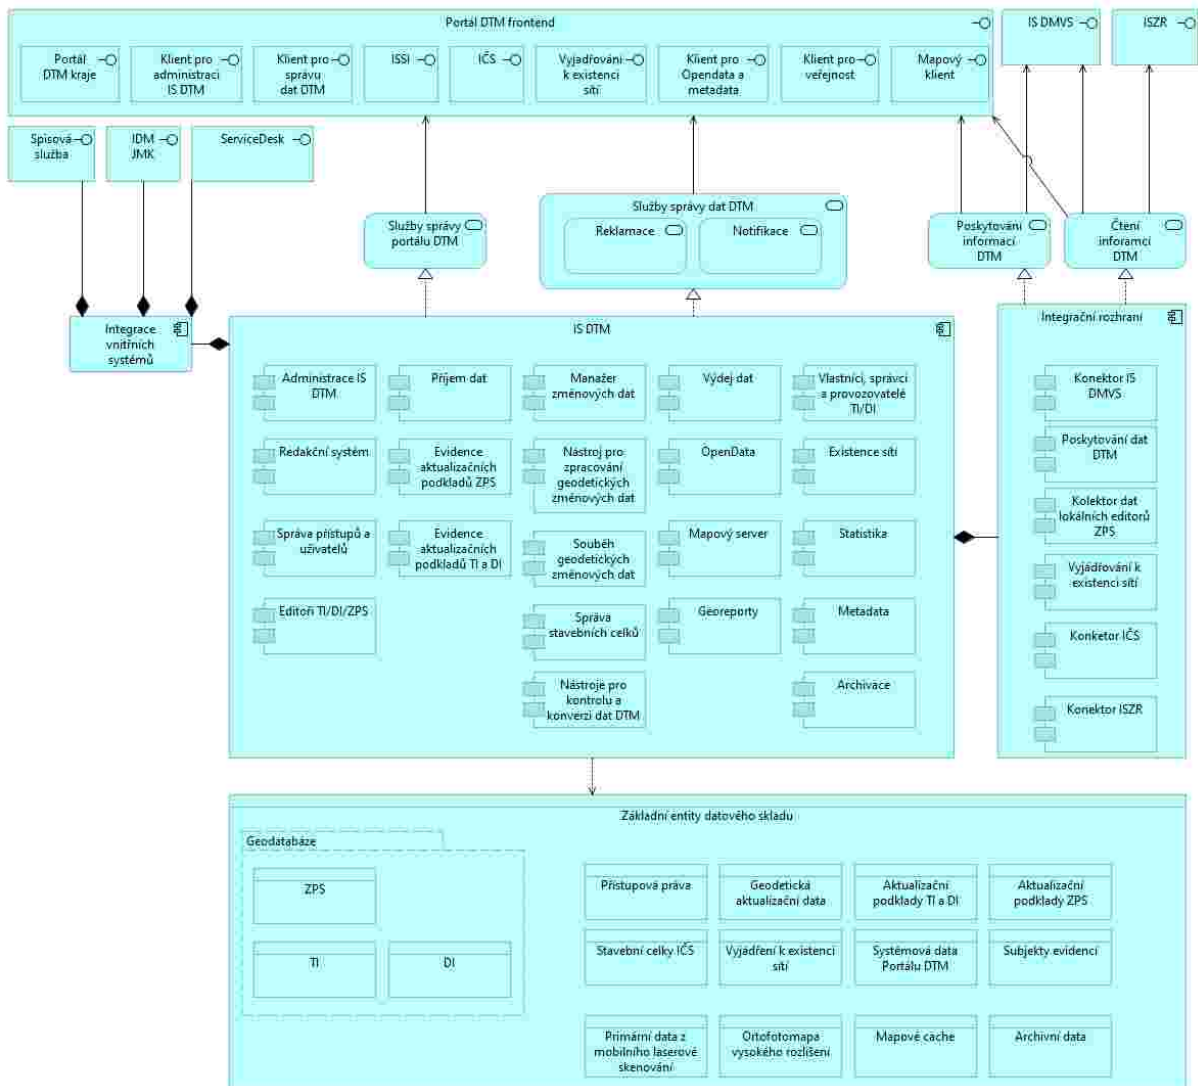 Portál DTM frontend
IS DMVS
ISZR
Portál
DTM kraje
Klient pro
administraci
IS DTM
Klient pro
správu
dat DTM
ISSI
IČS
Vyjadřování
k existenci
sítí
Klient pro
Opendata a
metadata
Klient pro
veřejnost
Mapový
klient
Spisová
služba
IDM
JMK
ServiceDesk
Služby správy
portálu DTM
Služby správy dat DTM
Reklamace
Notifikace
Poskytování
informací
DTM
Čtení
inforamcí
DTM
Integrace
vnitřních
systémů
IS DTM
Administrace IS
DTM
Příjem dat
Manažer
změnových dat
Výdej dat
Vlastníci, správci
a provozovatelé
TI/DI
Redakční systém
Evidence
aktualizačních
podkladů ZPS
Nástroj pro
zpracování
geodetických
změnových dat
OpenData
Existence sítí
Správa přístupů a
uživatelů
Evidence
aktualizačních
podkladů TI a DI
Souběh
geodetických
změnových dat
Mapový server
Statistika
Editoři TI/DI/ZPS
Správa
stavebních celků
Georeporty
Metadata
Nástroje pro
kontrolu a
konverzi dat DTM
Archivace
Integrační rozhraní
Konektor IS
DMVS
Poskytování dat
DTM
Kolektor dat
lokálních editorů
ZPS
Vyjádřování k
existenci sítí
Konketor IČS
Konektor ISZR
Základní entity datového skladu
Geodatabáze
ZPS
TI
DI
Přístupová práva
Geodetická
aktualizační data
Aktualizační
podklady TI a DI
Aktualizační
podklady ZPS
Stavební celky IČS
Vyjádření k existenci
sítí
Systémová data
Portálu DTM
Subjekty evidencí
Primární data z
mobilního laserové
skenování
Ortofotomapa
vysokého rozlišení
Mapové cache
Archivní data